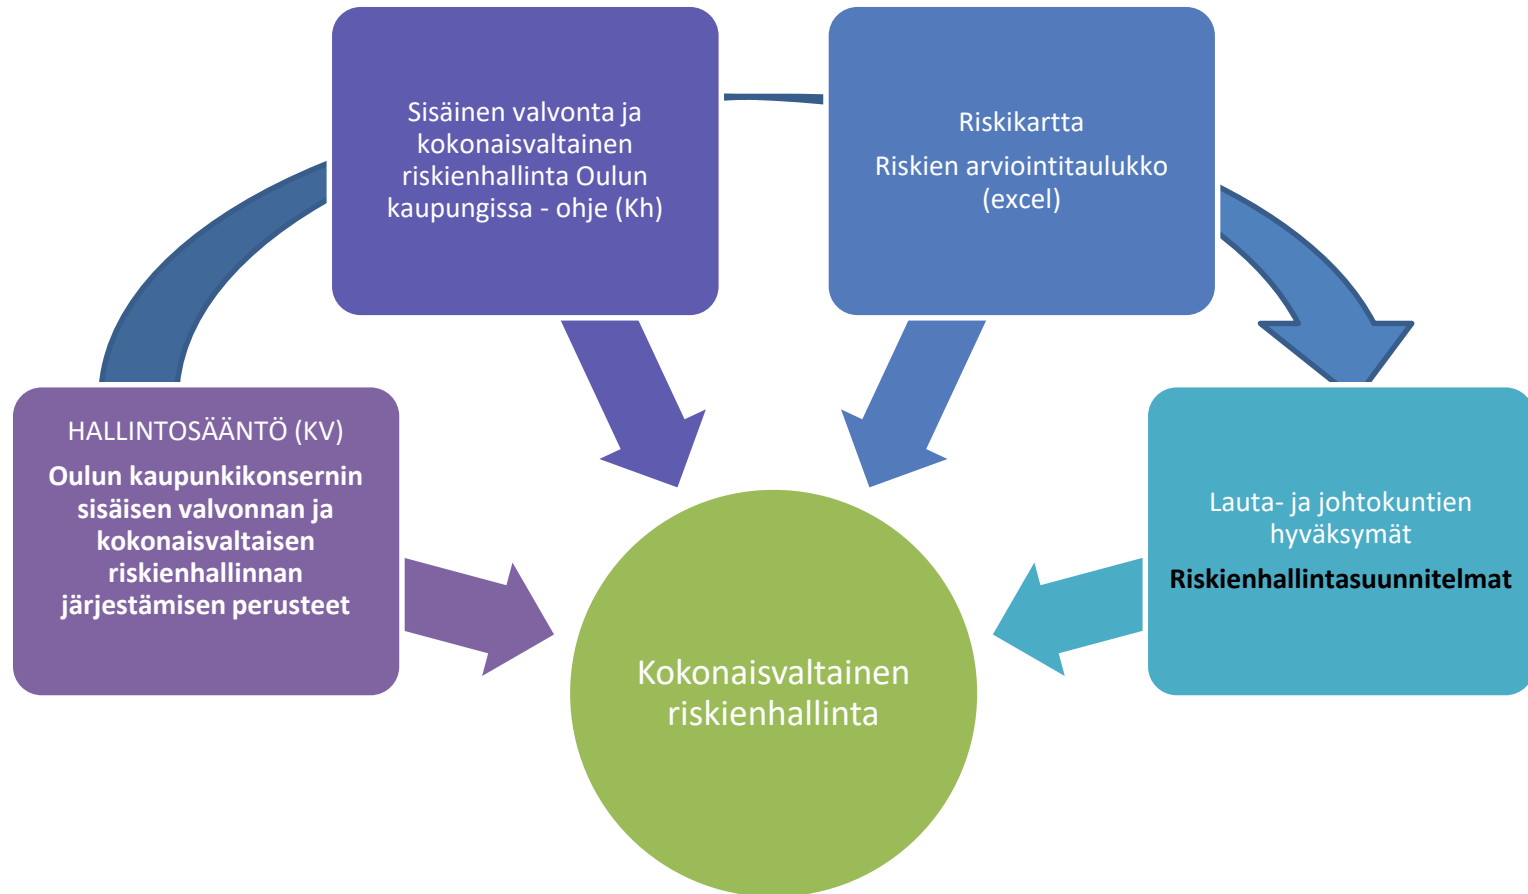 Sisäinen valvonta ja
kokonaisvaltainen
riskienhallinta Oulun
kaupungissa - ohje (Kh)
Riskikartta
Riskien arviointitaulukko
(excel)
HALLINTOSÄÄNTÖ (KV)
Oulun kaupunkikonsernin
sisäisen valvonnan ja
kokonaisvaltaisen
riskienhallinnan
järjestämisen perusteet
Lauta- ja johtokuntien
hyväksymät
Riskienhallintasuunnitelmat
Kokonaisvaltainen
riskienhallinta